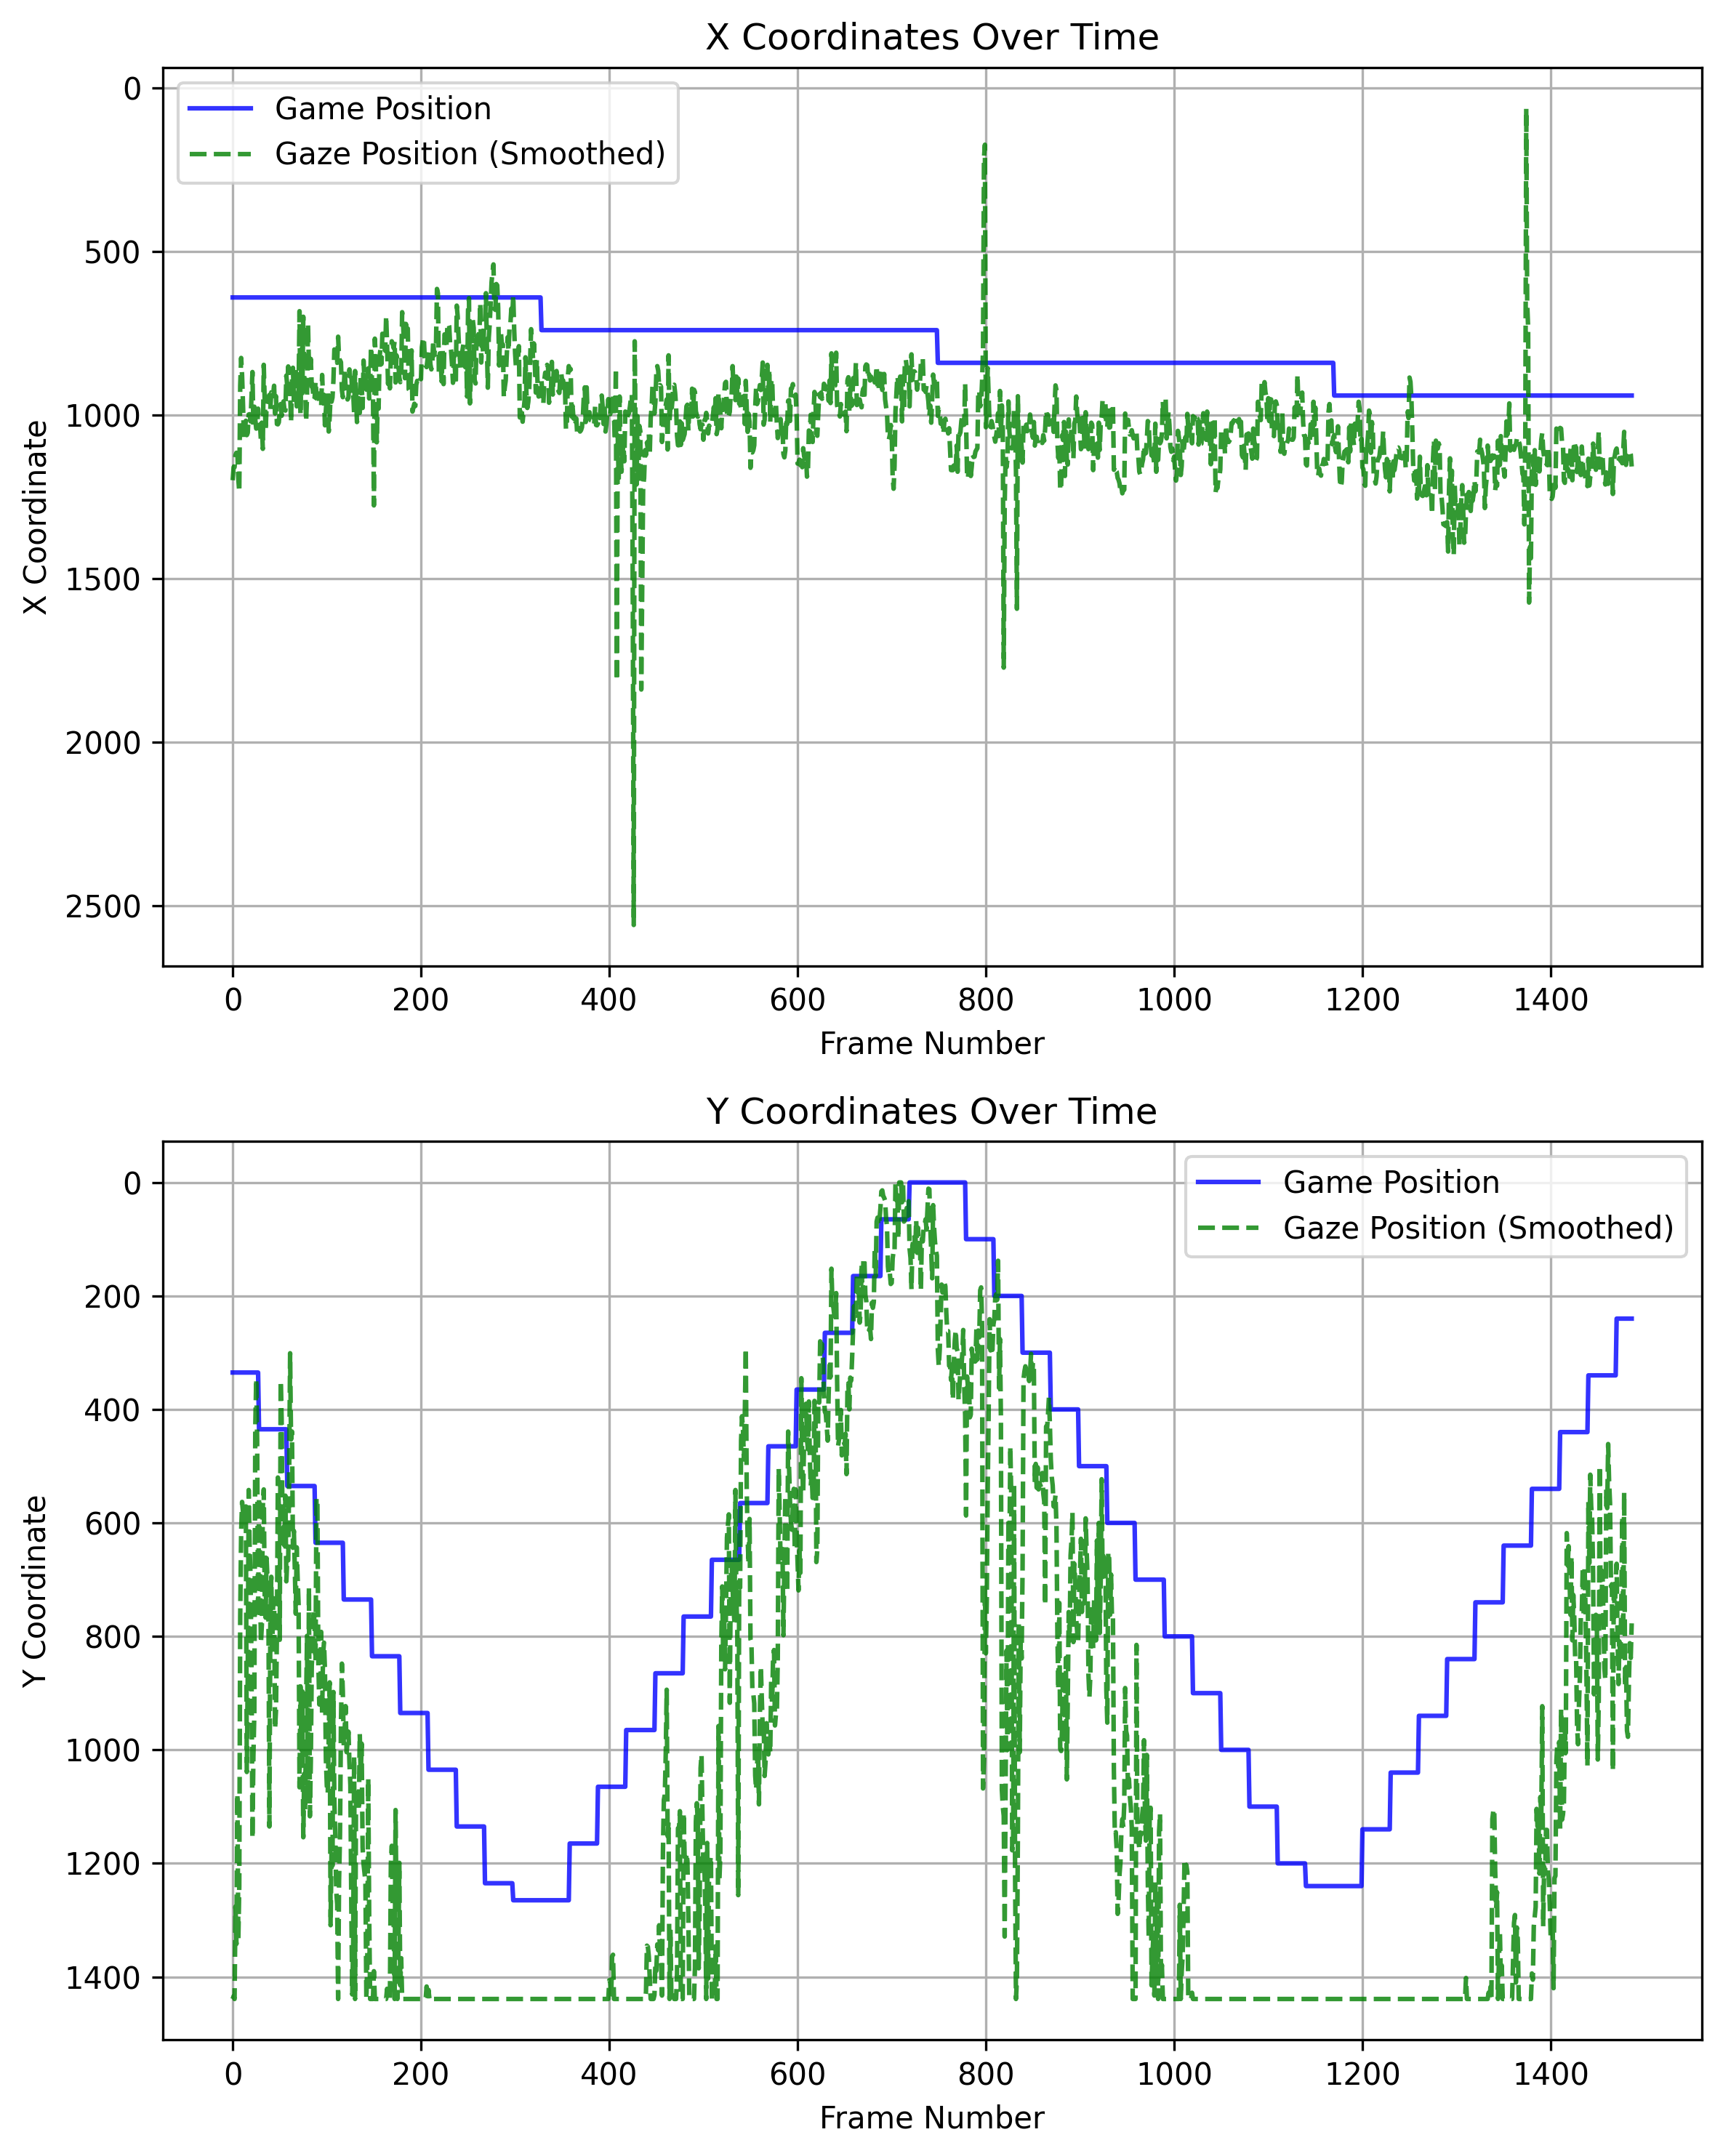 X Coordinates Over Time
Game Position
Gaze Position (Smoothed)
0
500
1000
1500
2000
2500
X Coordinate
0 200 400 600 800 1000 1200 1400
Frame Number
Y Coordinates Over Time
Game Position
Gaze Position (Smoothed)
0
200
400
600
800
1000
1200
1400
Y Coordinate
0 200 400 600 800 1000 1200 1400
Frame Number